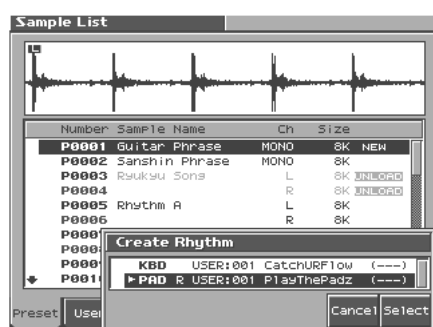 Sample List
L
Number Sample Name Ch Size
P0001 Guitar Phrase MONO 8K NEW
P0002 Sanshin Phrase MONO 8K
P0003 Ryukyu Song L 8K UNLOAD
P0004 R 8K UNLOAD
P0005 Rhythm A L 8K
P0006 R 8K
Create Rhythm
KBD USER:001 CatchURFlow (---)
PAD R USER:001 PlayThePadz (---)
Preset
Cancel Select